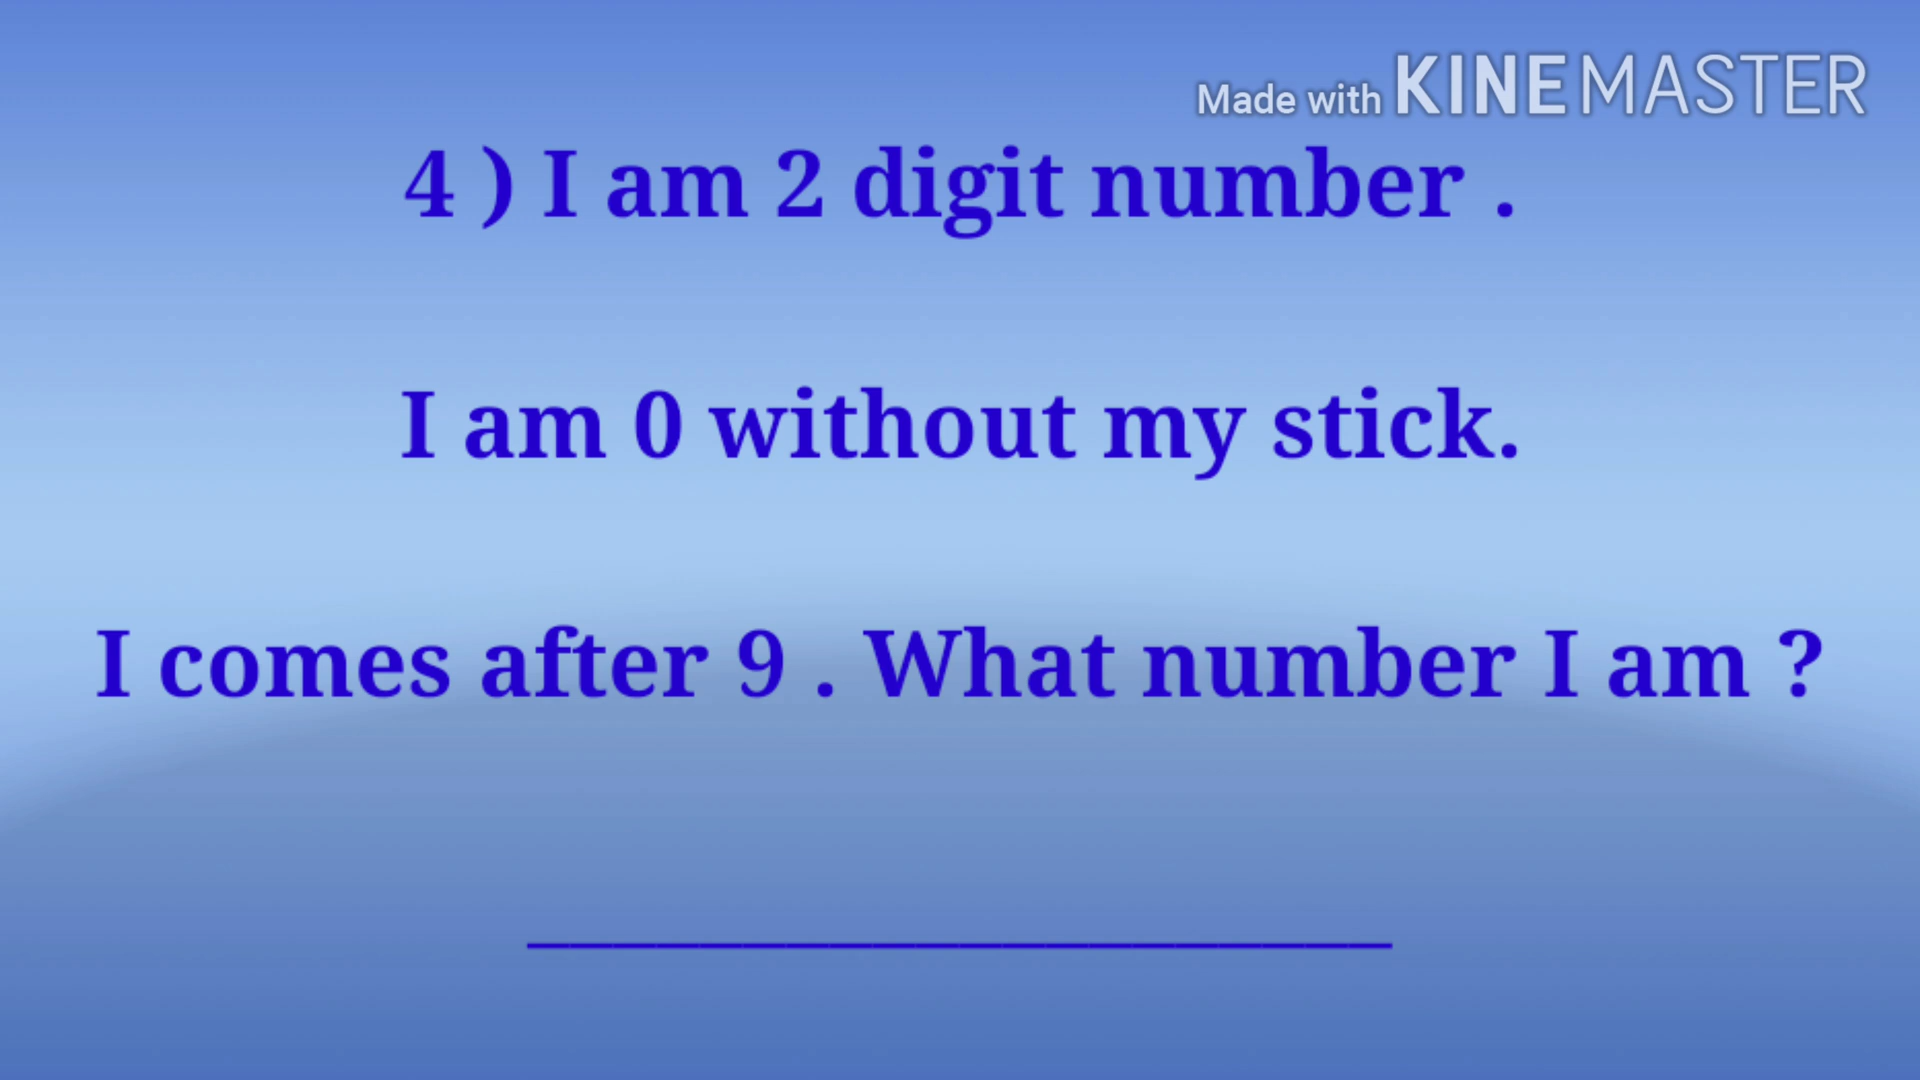 Made with KINEMASTER
4 ) I am 2 digit number .
I am 0 without my stick.
I comes after 9 . What number I am ?
____________________